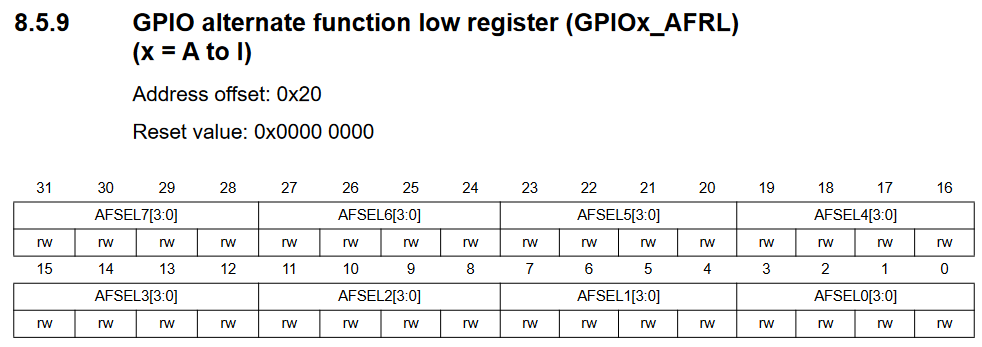 8.5.9 GPIO alternate function low register (GPIOx_AFRL)
(x = A to I)
Address offset: 0x20
Reset value: 0x0000 0000
31 30 29 28 27 26 25 24 23 22 21 20 19 18 17 16
AFSEL7[3:0] AFSEL6[3:0] AFSEL5[3:0] AFSEL4[3:0]
rw rw rw rw rw rw rw rw rw rw rw rw rw rw rw rw
15 14 13 12 11 10 9 8 7 6 5 4 3 2 1 0
AFSEL3[3:0] AFSEL2[3:0] AFSEL1[3:0] AFSEL0[3:0]
rw rw rw rw rw rw rw rw rw rw rw rw rw rw rw rw